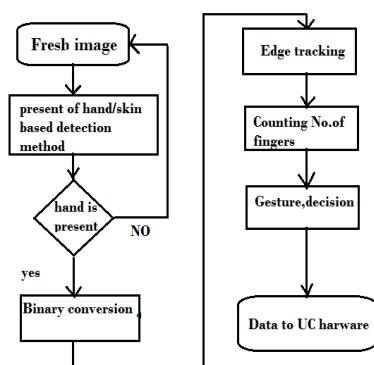 Fresh image
present of hand/skin
based detection
method
hand is
present
NO
yes
Binary conversion
Edge tracking
Counting No.of
fingers
Gesture,decision
Data to UC harware